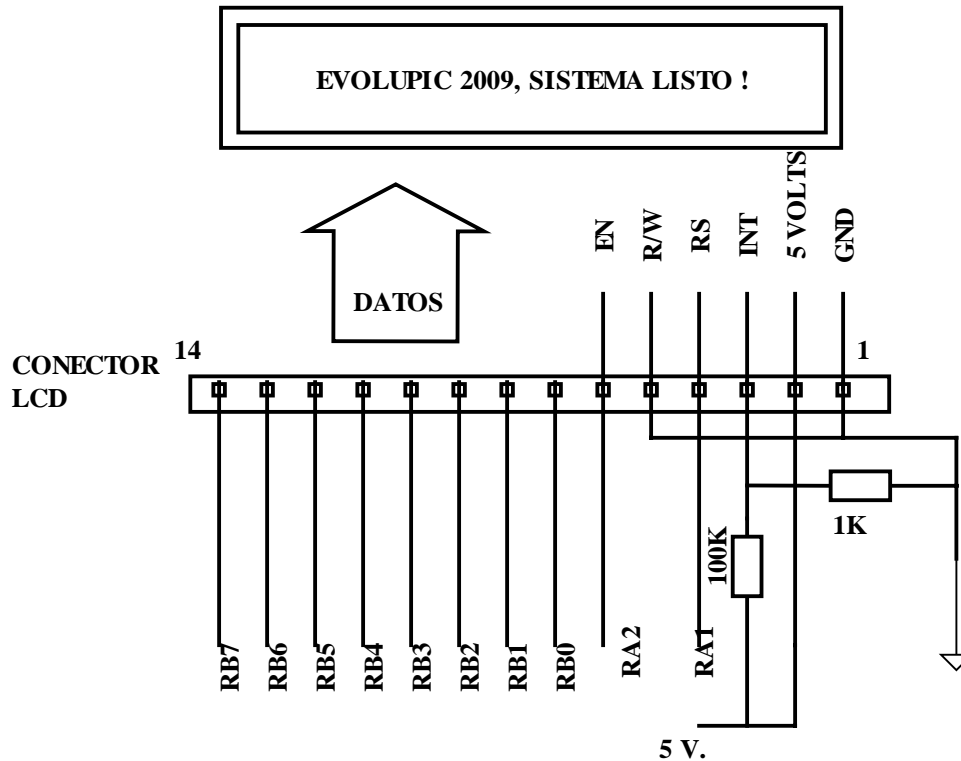 EVOLUPIC 2009, SISTEMA LISTO !
EN
R/W
RS
INT
5 VOLTS
GND
DATOS
14
1
CONECTOR
LCD
1K
100K
RB7
RB6
RB5
RB4
RB3
RB2
RB1
RB0
RA2
RA1
5 V.